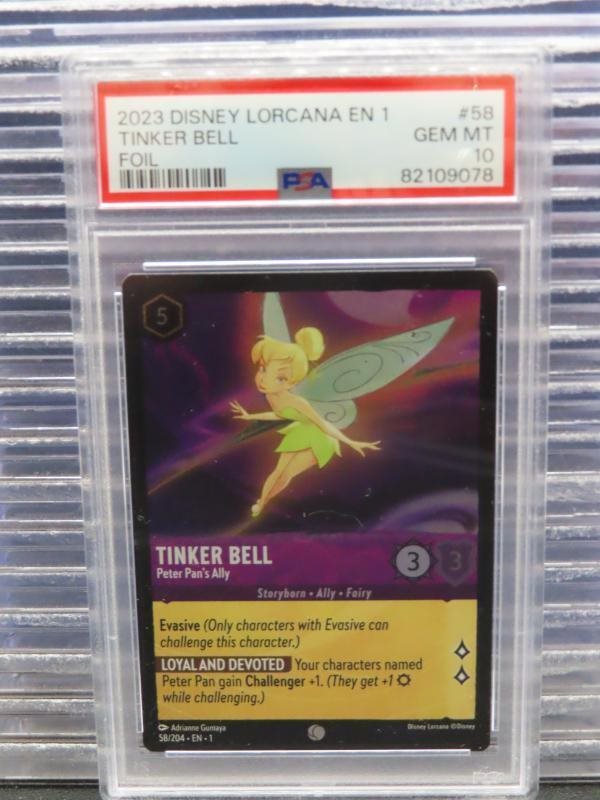 2023 DISNEY LORCANA EN 1 #58
TINKER BELL GEM MT
FOIL 10
PSA 82109078
5
TINKER BELL
Peter Pan's Ally
3 3
Storyborn • Ally • Fairy
Evasive (Only characters with Evasive can
challenge this character.)
LOYAL AND DEVOTED Your characters named
Peter Pan gain Challenger +1. (They get +1
while challenging.)
Adrianne Gumaya
58/204 • EN • 1
Disney Lorcana ©Disney